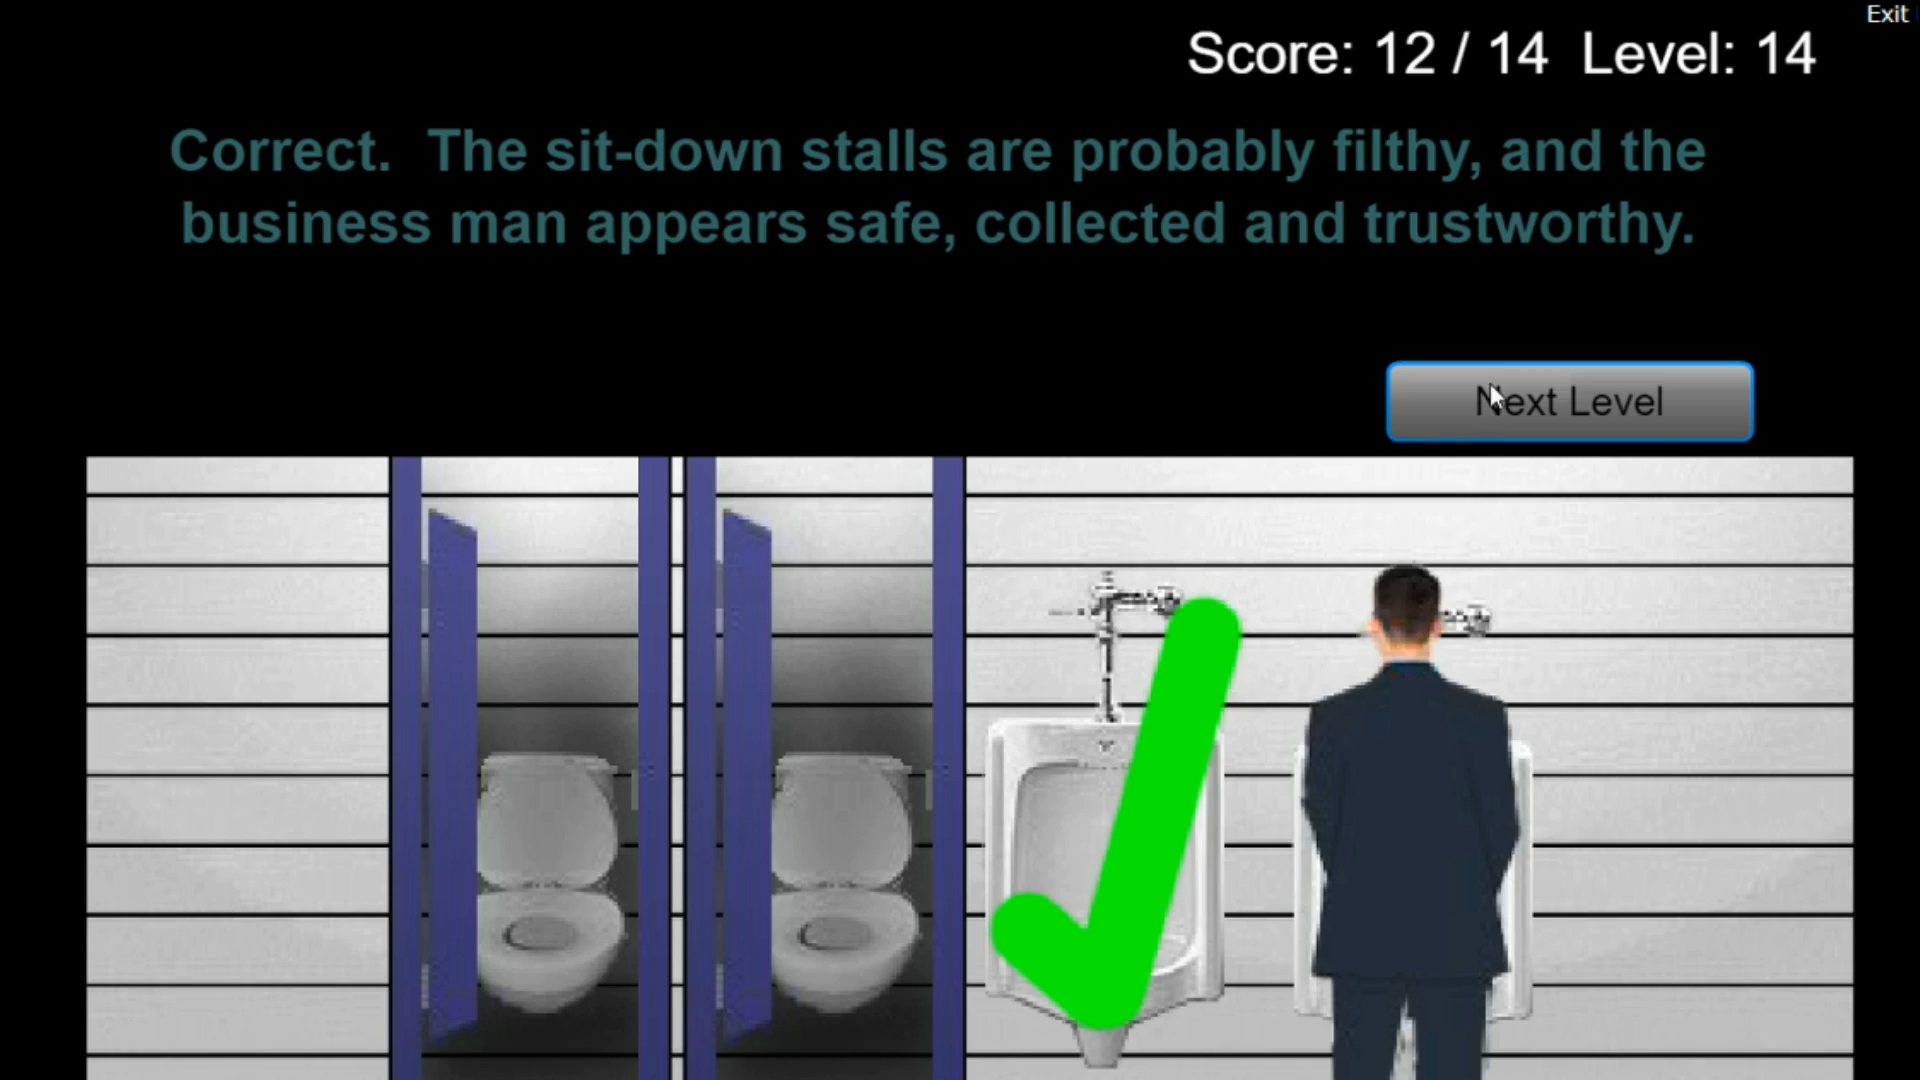 Exit
Score: 12 / 14 Level: 14
Correct. The sit-down stalls are probably filthy, and the
business man appears safe, collected and trustworthy.
Next Level